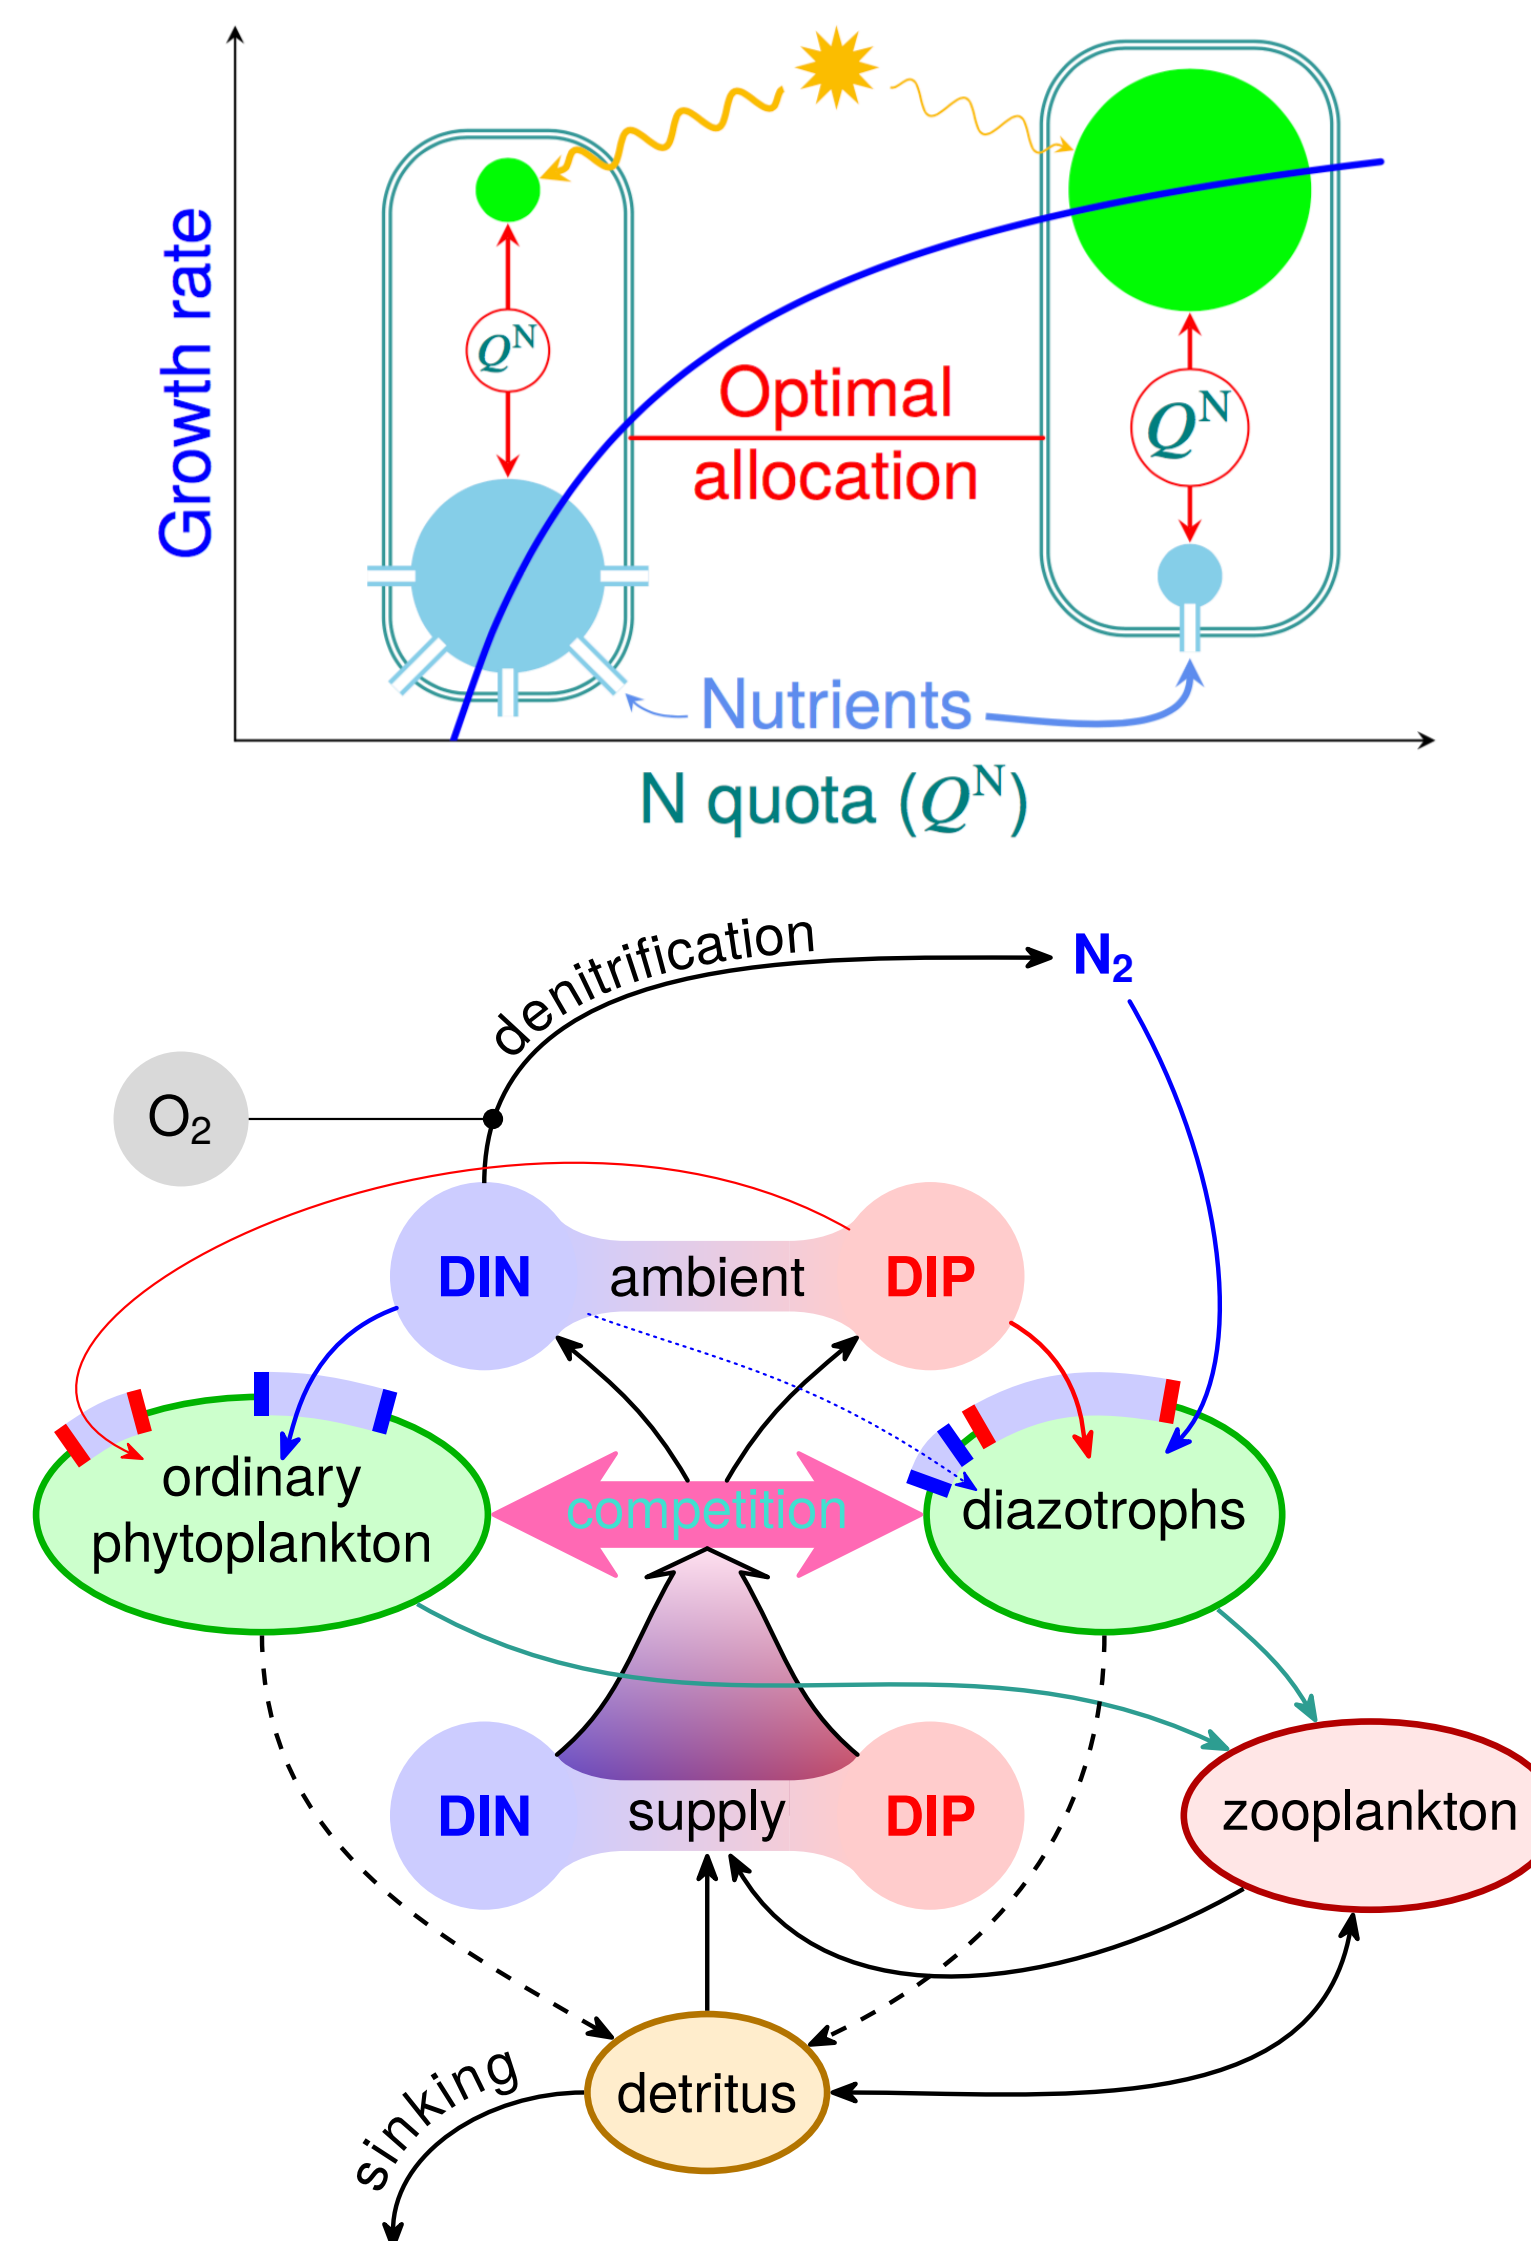 Growth rate
Q^N
Optimal
allocation
Q^N
Nutrients
N quota (Q^N)
denitrification
N₂
O₂
DIN ambient DIP
ordinary
phytoplankton
competition
diazotrophs
DIN supply DIP
zooplankton
detritus
sinking